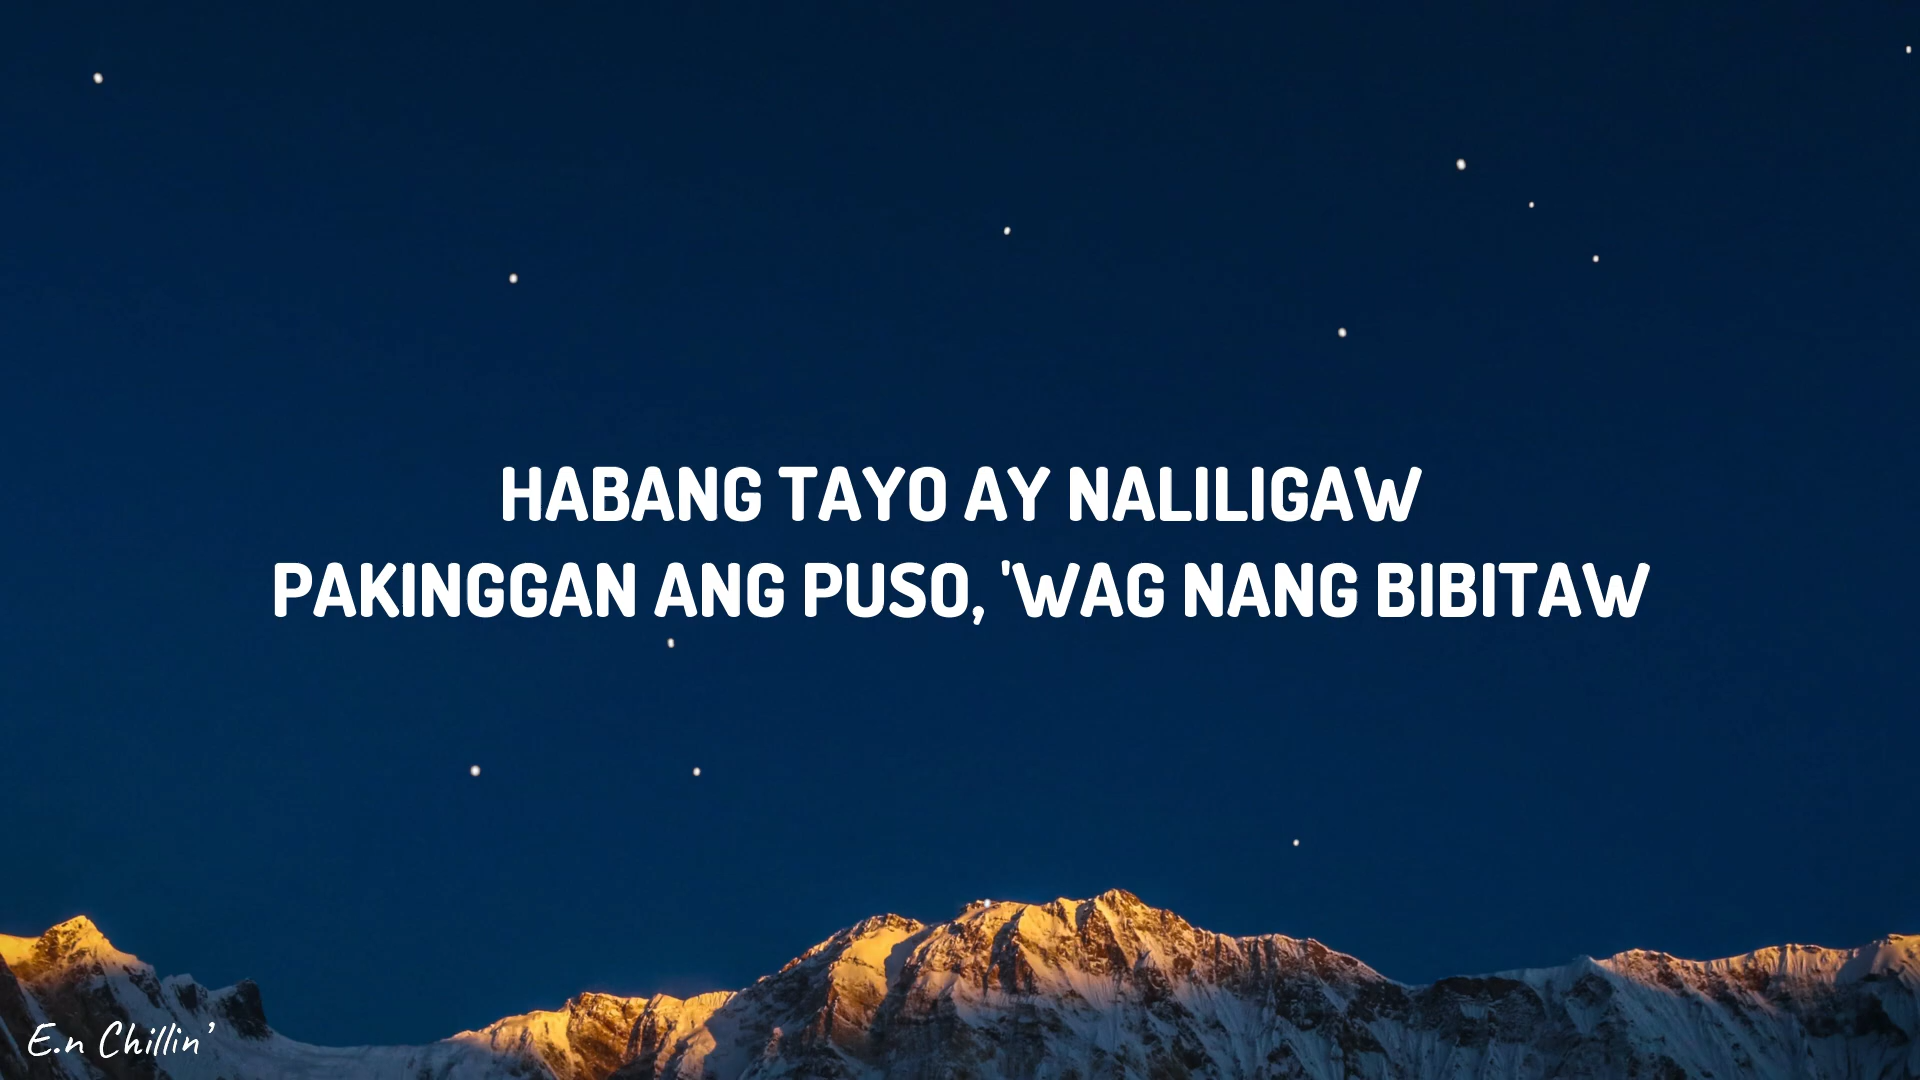 HABANG TAYO AY NALILIGAW
PAKINGGAN ANG PUSO, 'WAG NANG BIBITAW
E.n Chillin’